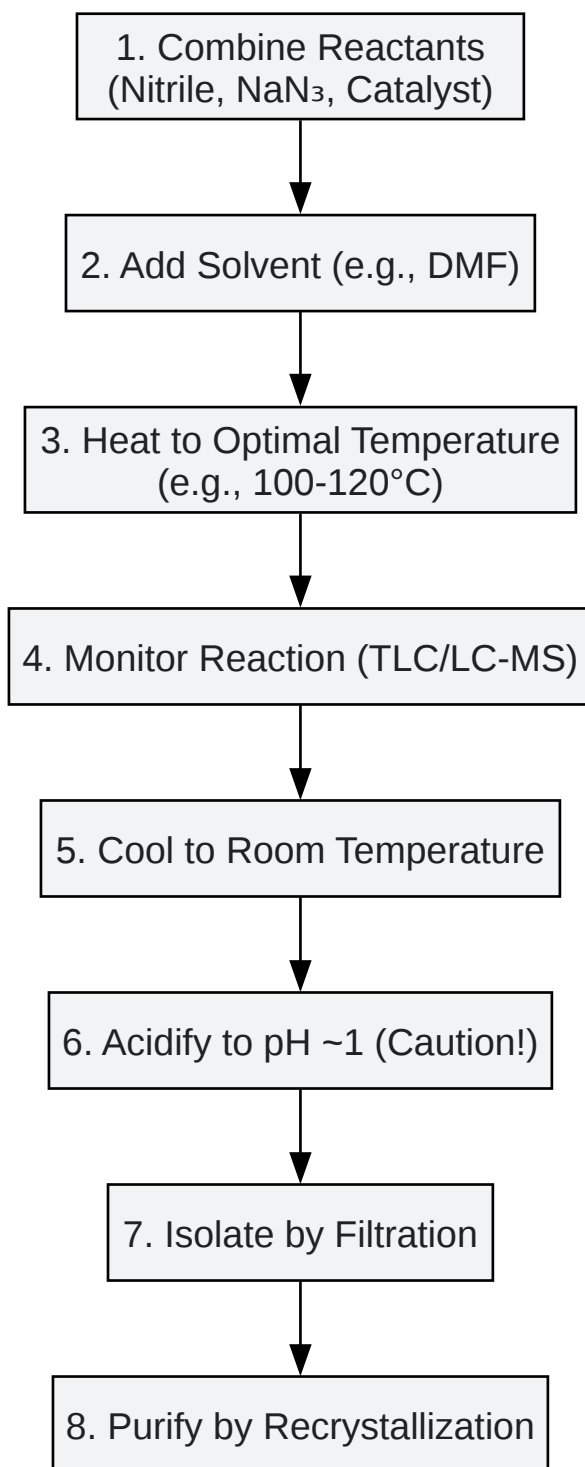 1. Combine Reactants
(Nitrile, NaN₃, Catalyst)
2. Add Solvent (e.g., DMF)
3. Heat to Optimal Temperature
(e.g., 100-120°C)
4. Monitor Reaction (TLC/LC-MS)
5. Cool to Room Temperature
6. Acidify to pH ~1 (Caution!)
7. Isolate by Filtration
8. Purify by Recrystallization